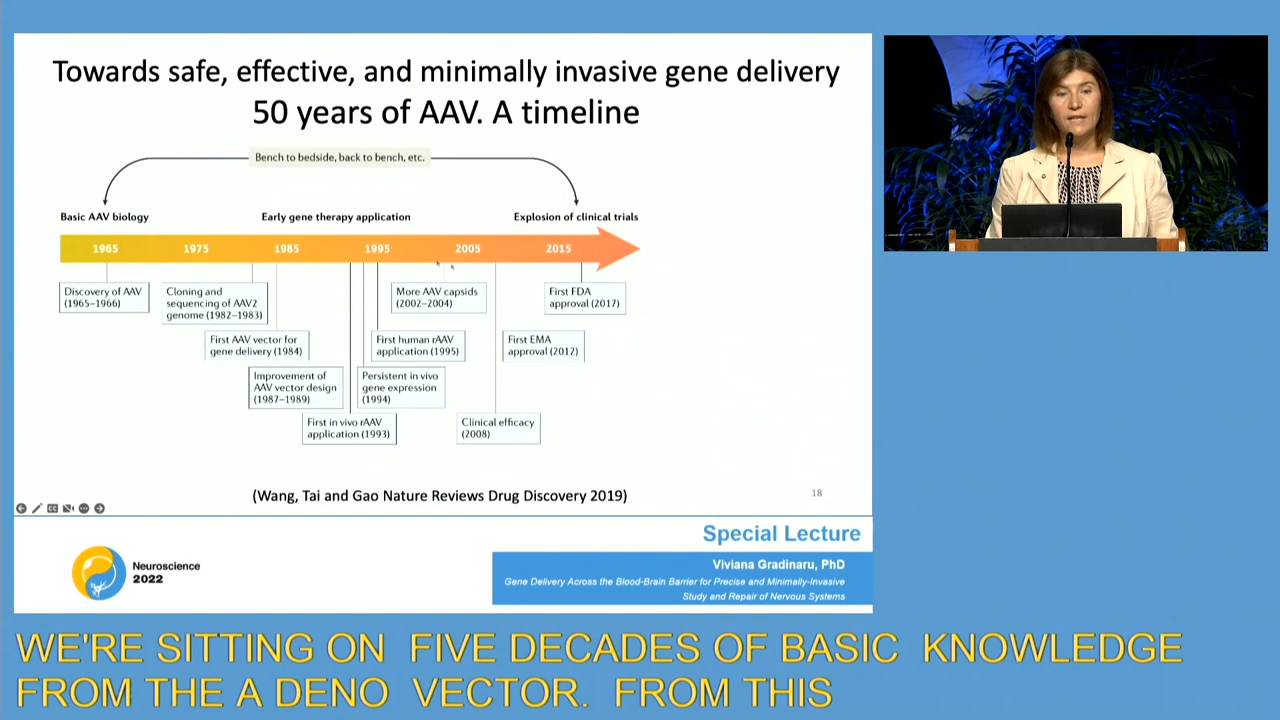 Towards safe, effective, and minimally invasive gene delivery
50 years of AAV. A timeline
Bench to bedside, back to bench, etc.
Basic AAV biology
Early gene therapy application
Explosion of clinical trials
1965
1975
1985
1995
2005
2015
Discovery of AAV
(1965–1966)
Cloning and
sequencing of AAV2
genome (1982–1983)
More AAV capsids
(2002–2004)
First FDA
approval (2017)
First AAV vector for
gene delivery (1984)
First human rAAV
application (1995)
First EMA
approval (2012)
Improvement of
AAV vector design
(1987–1989)
Persistent in vivo
gene expression
(1994)
First in vivo rAAV
application (1993)
Clinical efficacy
(2008)
(Wang, Tai and Gao Nature Reviews Drug Discovery 2019)
18
Special Lecture
Neuroscience
2022
Viviana Gradinaru, PhD
Gene Delivery Across the Blood-Brain Barrier for Precise and Minimally-Invasive
Study and Repair of Nervous Systems
WE'RE SITTING ON FIVE DECADES OF BASIC KNOWLEDGE
FROM THE A DENO VECTOR. FROM THIS